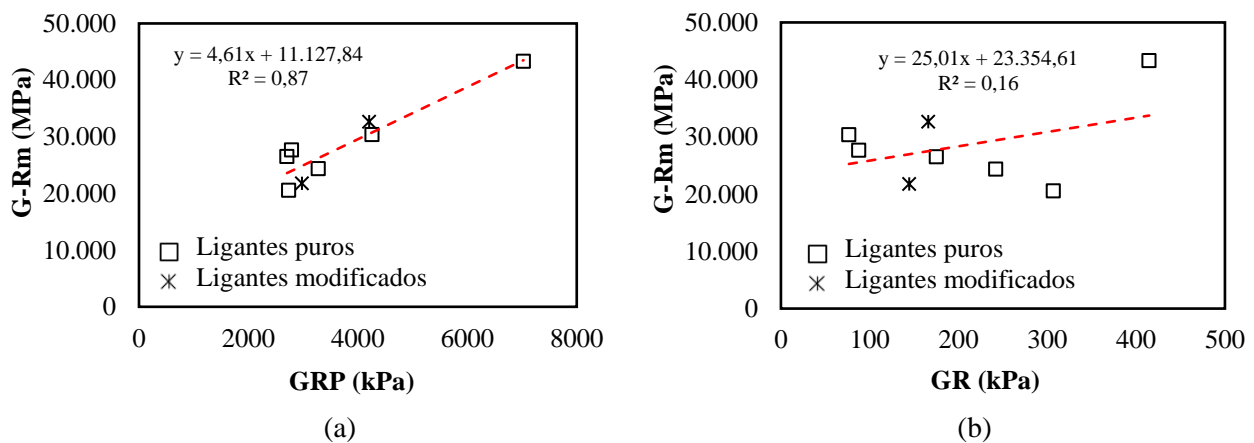 50.000
40.000
30.000
20.000
10.000
0
G-Rm (MPa)
y = 4,61x + 11.127,84
R² = 0,87
Ligantes puros
Ligantes modificados
0 2000 4000 6000 8000
GRP (kPa)
(a)
50.000
40.000
30.000
20.000
10.000
0
G-Rm (MPa)
y = 25,01x + 23.354,61
R² = 0,16
Ligantes puros
Ligantes modificados
0 100 200 300 400 500
GR (kPa)
(b)